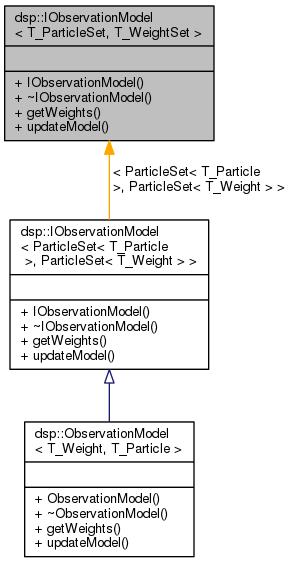 dsp::IObservationModel
< T_ParticleSet, T_WeightSet >
+ IObservationModel()
+ ~IObservationModel()
+ getWeights()
+ updateModel()
< ParticleSet< T_Particle
>, ParticleSet< T_Weight > >
dsp::IObservationModel
< ParticleSet< T_Particle
>, ParticleSet< T_Weight > >
+ IObservationModel()
+ ~IObservationModel()
+ getWeights()
+ updateModel()
dsp::ObservationModel
< T_Weight, T_Particle >
+ ObservationModel()
+ ~ObservationModel()
+ getWeights()
+ updateModel()